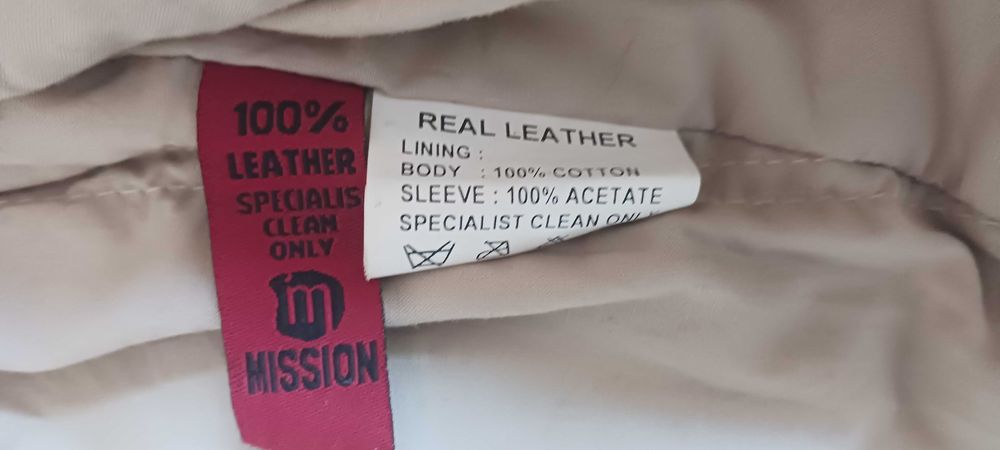 100%
LEATHER
SPECIALIS
CLEAN
ONLY
m
MISSION
REAL LEATHER
LINING :
BODY : 100% COTTON
SLEEVE : 100% ACETATE
SPECIALIST CLEAN ONLY